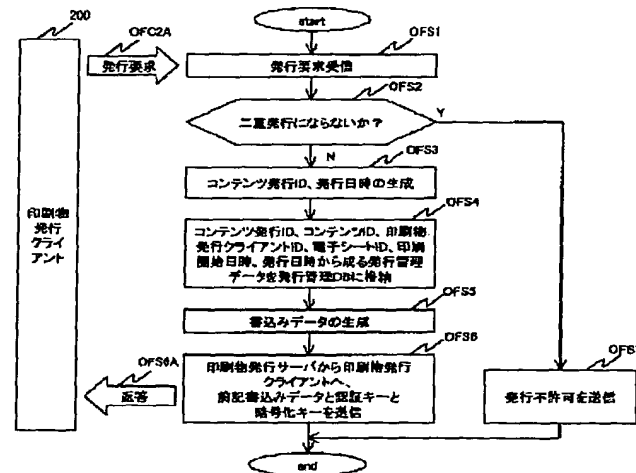 200
OFC2A
発行要求
start
OFS1
発行要求受信
OFS2
二重発行にならないか?
Y
N
OFS3
コンテンツ発行ID、発行日時の生成
OFS4
コンテンツ発行ID、コンテンツID、印刷物
発行クライアントID、電子シートID、印刷
開始日時、発行日時から成る発行管理
データを発行管理DBに格納
OFS5
書込みデータの生成
OFS6
印刷物発行サーバから印刷物発行
クライアントへ、
前記書込みデータと認証キーと
暗号化キーを送信
OFS6A
返答
印刷物
発行
クライ
アント
発行不許可を送信
end